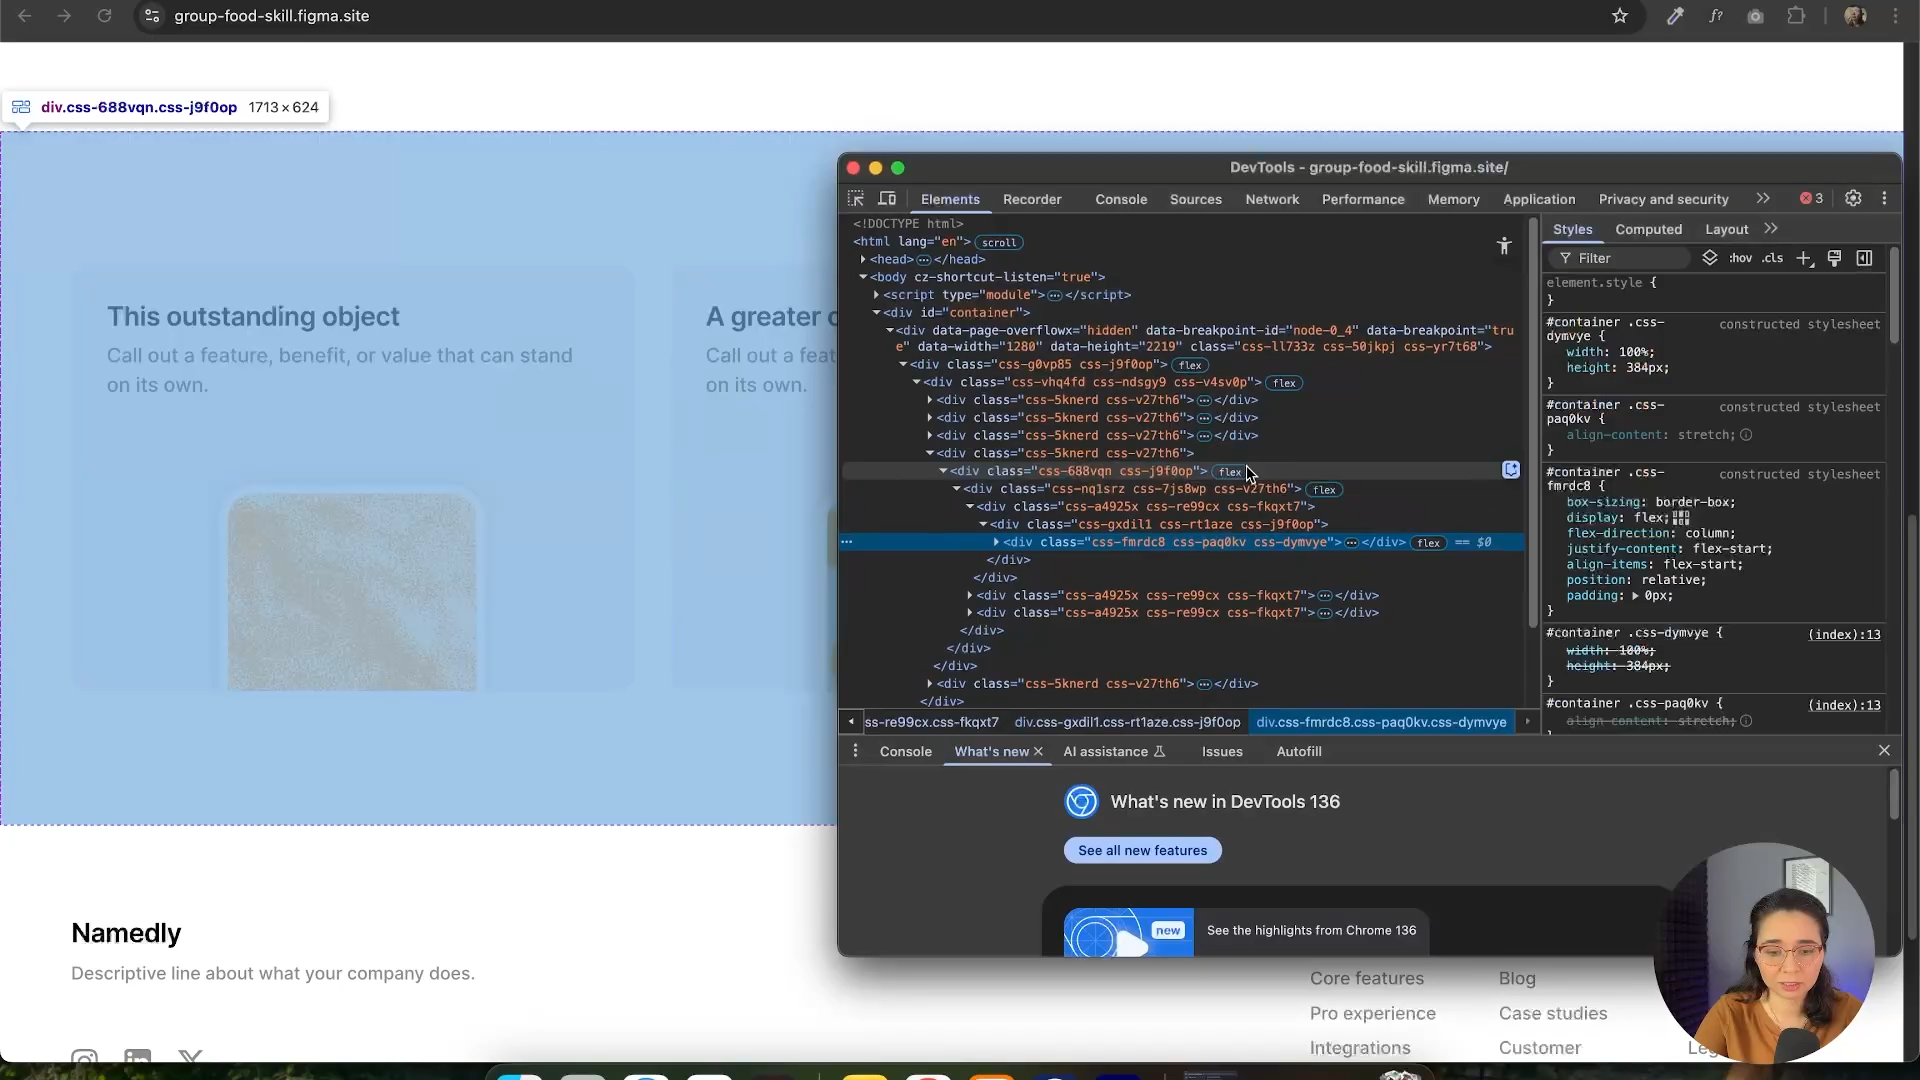 group-food-skill.figma.site
div.css-688vqn.css-j9f0op 1713 × 624
This outstanding object
Call out a feature, benefit, or value that can stand
on its own.
A greater
Call out a feat
on its own.
DevTools - group-food-skill.figma.site/
Elements Recorder Console Sources Network Performance Memory Application Privacy and security 3
<!DOCTYPE html>
<html lang="en"> scroll
<head> </head>
<body cz-shortcut-listen="true">
<script type="module"> </script>
<div id="container">
<div data-page-overflowx="hidden" data-breakpoint-id="node-0_4" data-breakpoint="tru
e" data-width="1280" data-height="2219" class="css-ll733z css-50jkpj css-yr7t68">
<div class="css-g0vp85 css-j9f0op"> flex
<div class="css-vhq4fd css-ndsgy9 css-v4sv0p"> flex
<div class="css-5knerd css-v27th6"> </div>
<div class="css-5knerd css-v27th6"> </div>
<div class="css-5knerd css-v27th6"> </div>
<div class="css-5knerd css-v27th6">
<div class="css-688vqn css-j9f0op"> flex
<div class="css-nq1srz css-7js8wp css-v27th6"> flex
<div class="css-a4925x css-re99cx css-fkqxt7">
<div class="css-gxdil1 css-rt1aze css-j9f0op">
<div class="css-fmrdc8 css-paq0kv css-dymvye"> </div> flex == $0
</div>
</div>
<div class="css-a4925x css-re99cx css-fkqxt7"> </div>
<div class="css-a4925x css-re99cx css-fkqxt7"> </div>
</div>
</div>
</div>
<div class="css-5knerd css-v27th6"> </div>
</div>
ss-re99cx.css-fkqxt7 div.css-gxdil1.css-rt1aze.css-j9f0op div.css-fmrdc8.css-paq0kv.css-dymvye
Styles Computed Layout
Filter :hov .cls
element.style {
}
#container .css-dymvye { constructed stylesheet
width: 100%;
height: 384px;
}
#container .css-paq0kv { constructed stylesheet
align-content: stretch;
}
#container .css-fmrdc8 { constructed stylesheet
box-sizing: border-box;
display: flex;
flex-direction: column;
justify-content: flex-start;
align-items: flex-start;
position: relative;
padding: 0px;
}
#container .css-dymvye { (index):13
width: 100%;
height: 384px;
}
#container .css-paq0kv { (index):13
align-content: stretch;
Console What's new AI assistance Issues Autofill
What's new in DevTools 136
See all new features
new
See the highlights from Chrome 136
Namedly
Descriptive line about what your company does.
Core features Blog
Pro experience Case studies
Integrations Customer